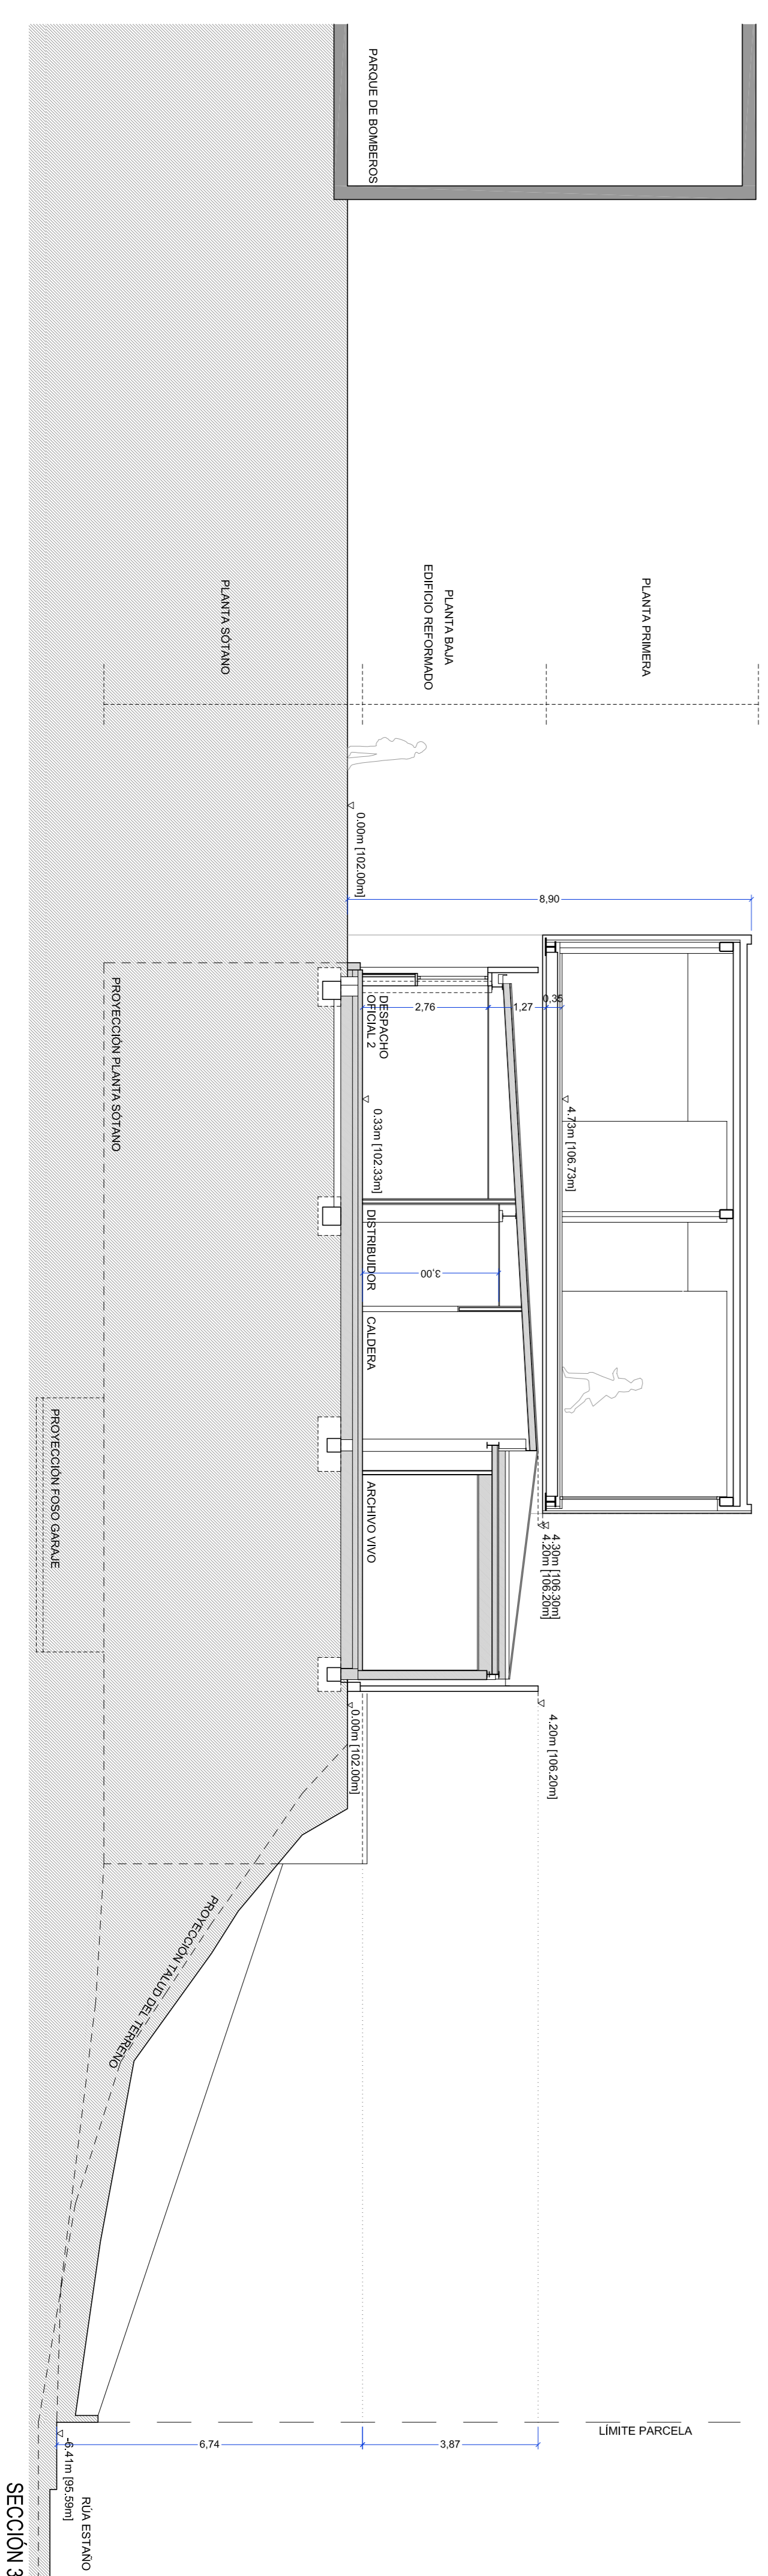 PARQUE DE BOMBEROS
PLANTA PRIMERA
PLANTA BAJA
EDIFICIO REFORMADO
PLANTA SÓTANO
0.00m [102.00m]
8,90
0,35
1,27
2,76
DESPACHO
OFICIAL 2
PROYECCIÓN PLANTA SÓTANO
4.73m [106.73m]
0.33m [102.33m]
DISTRIBUIDOR
3,00
CALDERA
PROYECCIÓN FOSO GARAJE
ARCHIVO VIVO
4.30m [106.30m]
4.20m [106.20m]
4.20m [106.20m]
0.00m [102.00m]
PROYECCIÓN TALUD DEL TERRENO
LÍMITE PARCELA
3,87
6,74
-6.41m [95.59m]
RÚA ESTAÑO
SECCIÓN 3